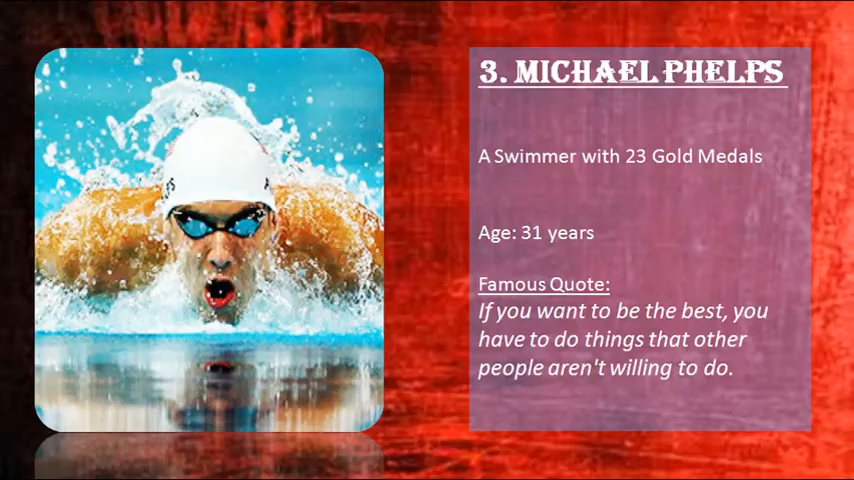 3. MICHAEL PHELPS
A Swimmer with 23 Gold Medals
Age: 31 years
Famous Quote:
If you want to be the best, you
have to do things that other
people aren't willing to do.